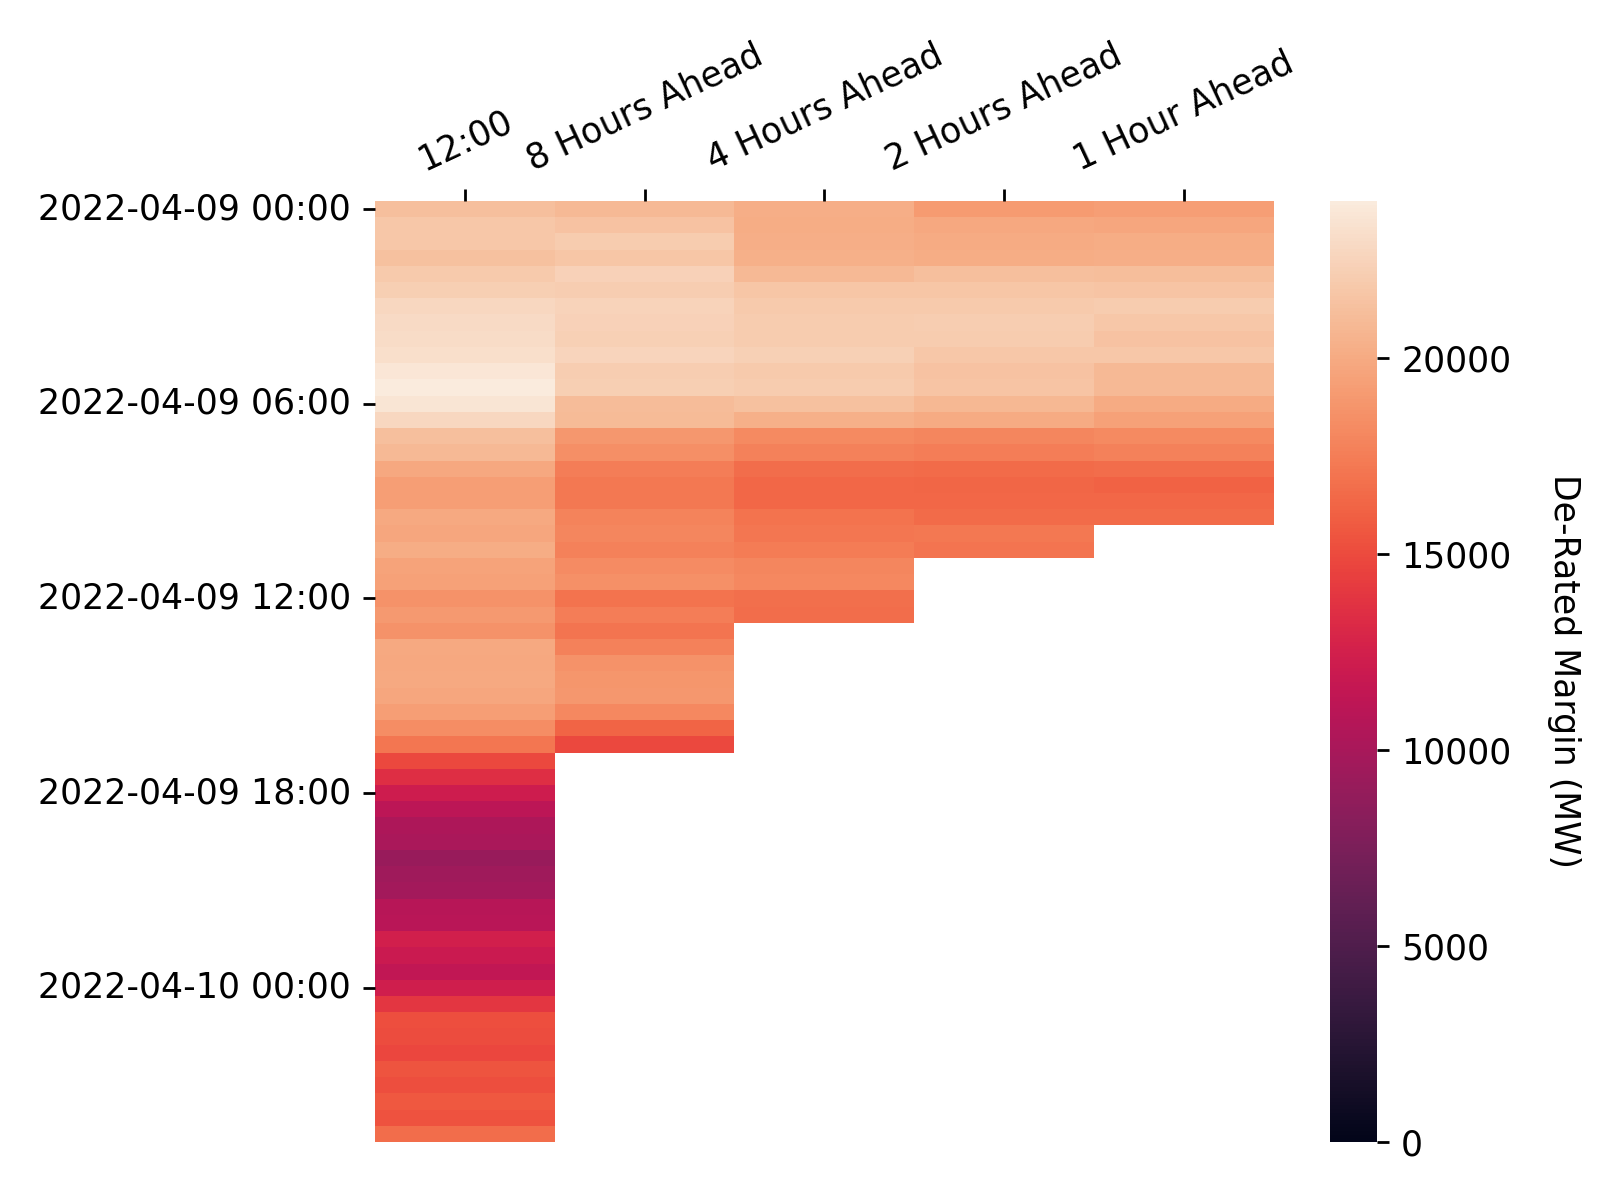 12:00
8 Hours Ahead
4 Hours Ahead
2 Hours Ahead
1 Hour Ahead
2022-04-09 00:00
2022-04-09 06:00
2022-04-09 12:00
2022-04-09 18:00
2022-04-10 00:00
20000
15000
10000
5000
0
De-Rated Margin (MW)